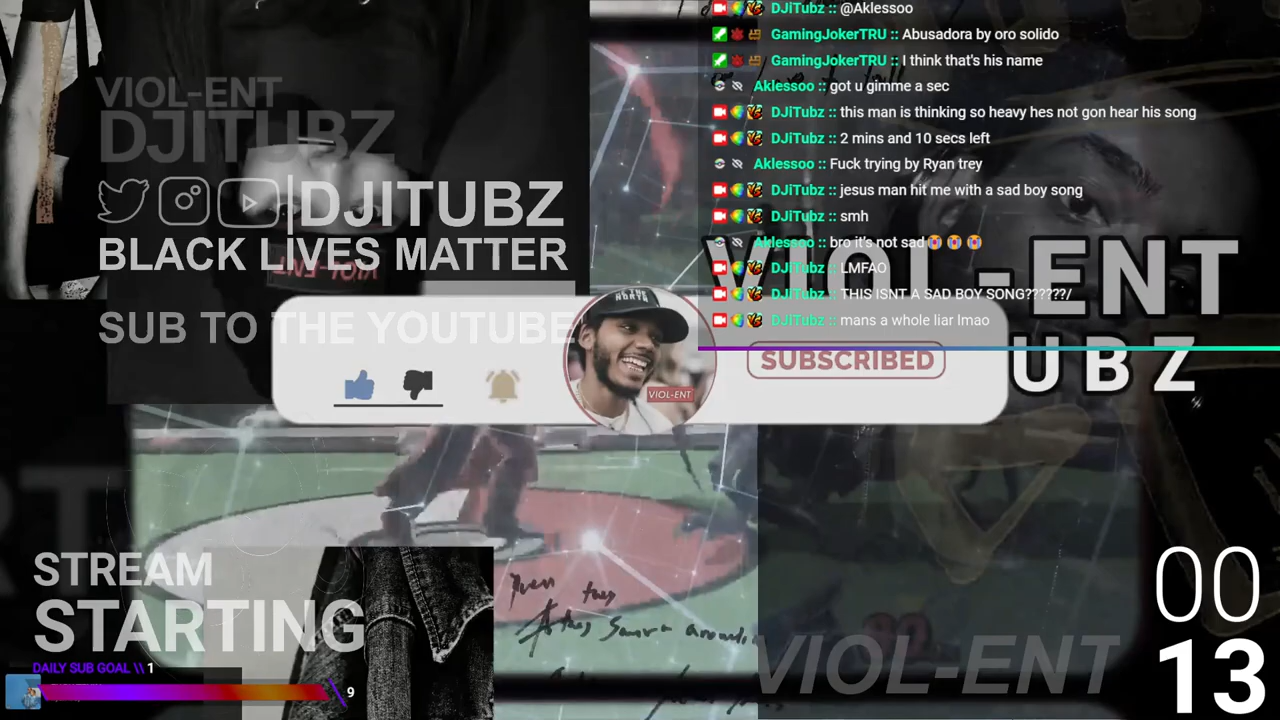 DJiTubz :: @Aklessoo
GamingJokerTRU :: Abusadora by oro solido
GamingJokerTRU :: I think that's his name
Aklessoo :: got u gimme a sec
DJiTubz :: this man is thinking so heavy hes not gon hear his song
DJiTubz :: 2 mins and 10 secs left
Aklessoo :: Fuck trying by Ryan trey
DJiTubz :: jesus man hit me with a sad boy song
DJiTubz :: smh
Aklessoo :: bro it's not sad😭 😭 😭
DJiTubz :: LMFAO
DJiTubz :: THIS ISNT A SAD BOY SONG??????/
DJiTubz :: mans a whole liar lmao
VIOL-ENT
DJITUBZ
DJITUBZ
BLACK LIVES MATTER
VIOL-ENT
SUB TO THE YOUTUBE
VIOL-ENT
SUBSCRIBED
VIOL-ENT
UBZ
STREAM
STARTING
DAILY SUB GOAL \\ 1
9
VIOL-ENT
00
13